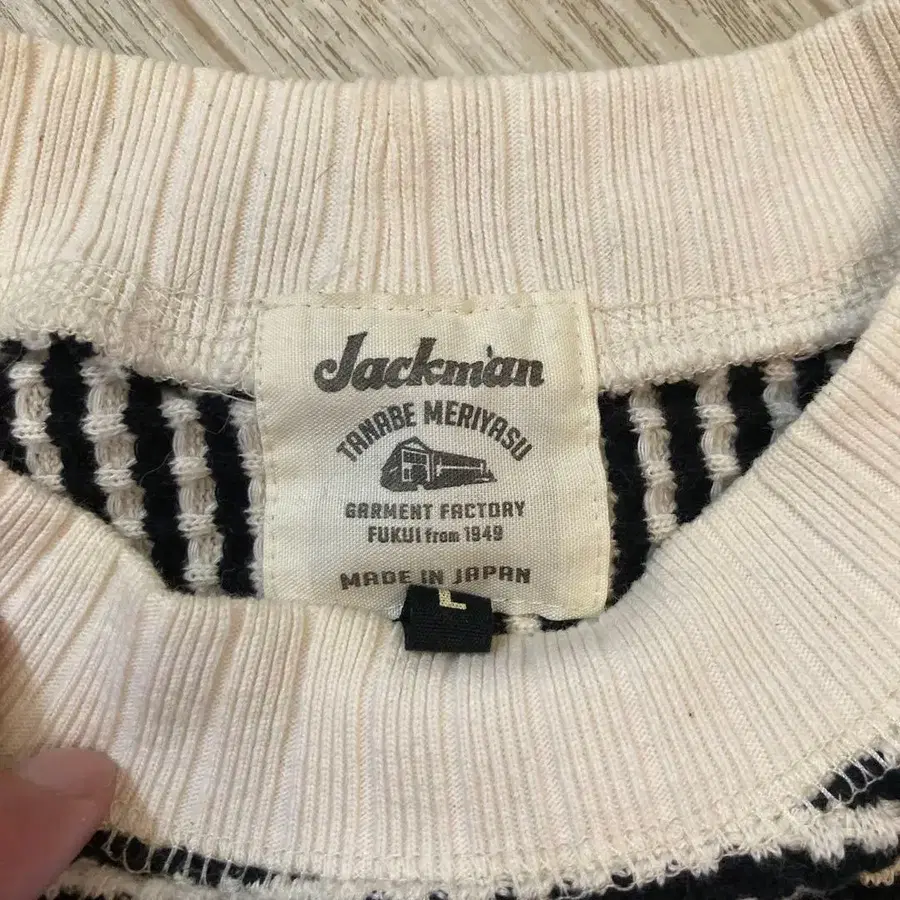 Jackman
TANABE MERIYASU
GARMENT FACTORY
FUKUI from 1949
MADE IN JAPAN
L